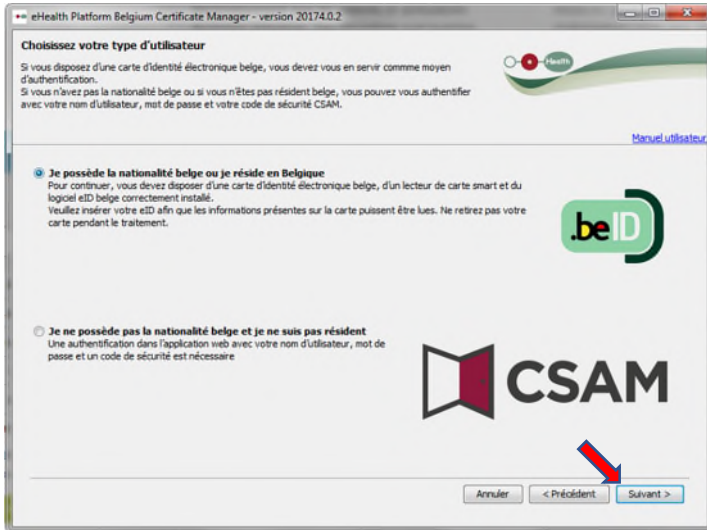 eHealth Platform Belgium Certificate Manager - version 20174.0.2
Choisissez votre type d'utilisateur
Si vous disposez d'une carte d'identité électronique belge, vous devez vous en servir commme moyen
d'authentification.
Si vous n'avez pas la nationalité belge ou si vous n'êtes pas résident belge, vous pouvez vous authentifier
avec votre nom d'utilisateur, mot de passe et votre code de sécurité CSAM.
Health
Manuel utilisateur
Je possède la nationalité belge ou je réside en Belgique
Pour continuer, vous devez disposer d'une carte d'identité électronique belge, d'un lecteur de carte smart et du
logiciel eID belge correctement installé.
Veuillez insérer votre eID afin que les informations présentes sur la carte puissent être lues. Ne retirez pas votre
carte pendant le traitement.
.beID
Je ne possède pas la nationalité belge et je ne suis pas résident
Une authentification dans l'application web avec votre nom d'utilisateur, mot de
passe et un code de sécurité est nécessaire
CSAM
Annuler
< Précédent
Suivant >